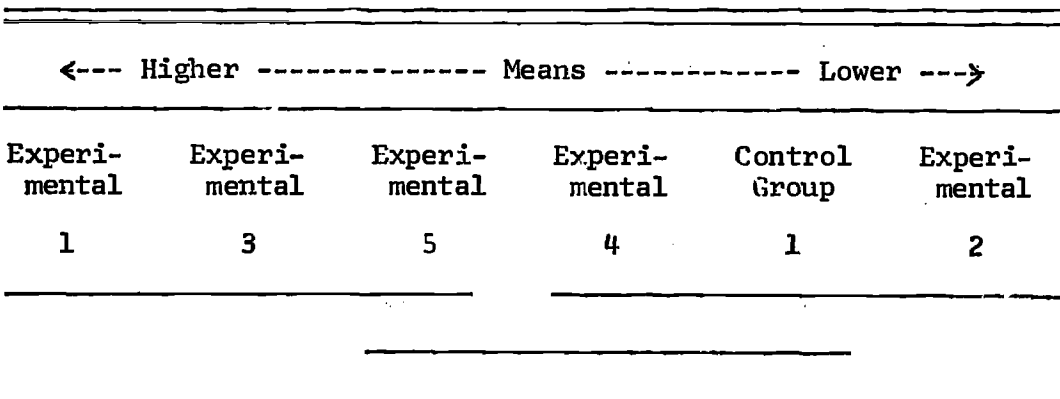 <--- Higher -------------- Means ------------ Lower --->
Experi- Experi- Experi- Experi- Control Experi-
mental mental mental mental Group mental
1 3 5 4 1 2